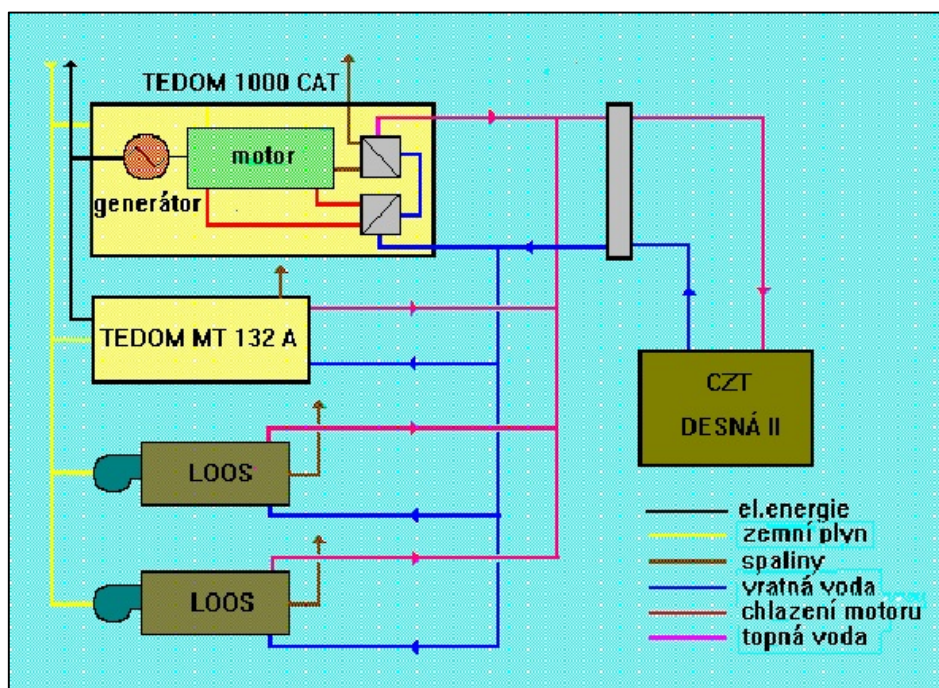 TEDOM 1000 CAT
motor
generátor
TEDOM MT 132 A
CZT
DESNÁ II
LOOS
LOOS
el.energie
zemní plyn
spaliny
vratná voda
chlazení motoru
topná voda